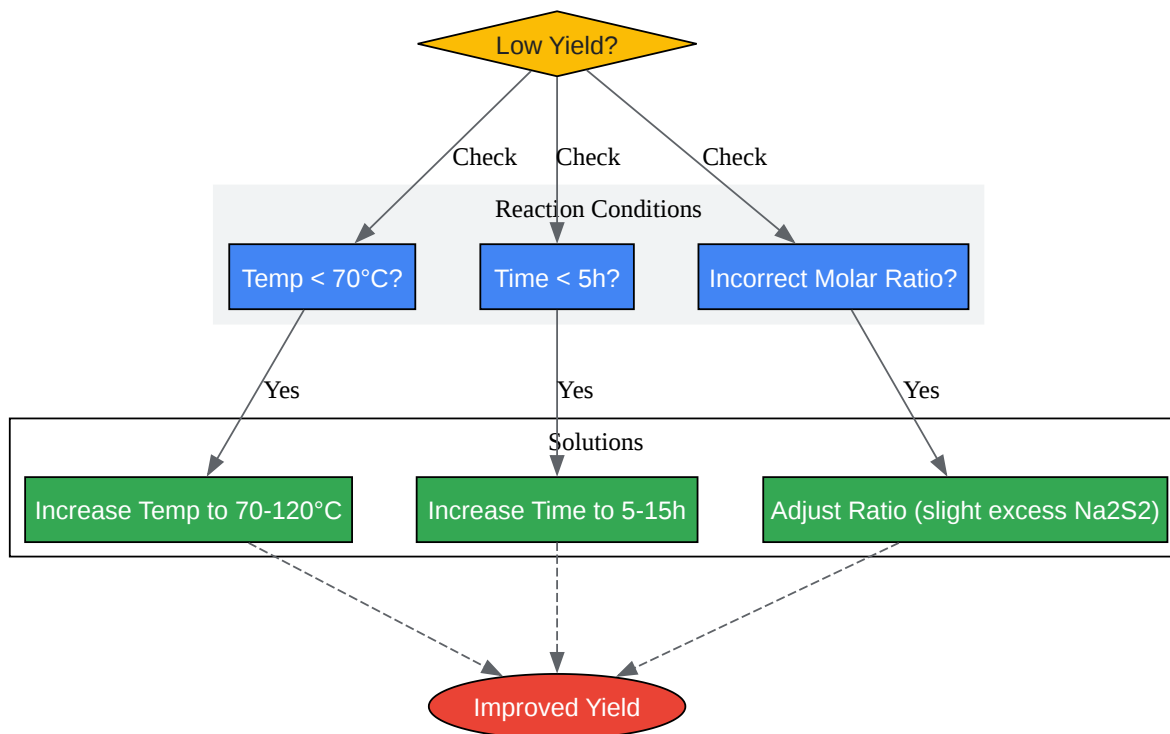 Low Yield?
Check
Check
Check
Reaction Conditions
Temp < 70°C?
Time < 5h?
Incorrect Molar Ratio?
Yes
Yes
Yes
Solutions
Increase Temp to 70-120°C
Increase Time to 5-15h
Adjust Ratio (slight excess Na2S2)
Improved Yield